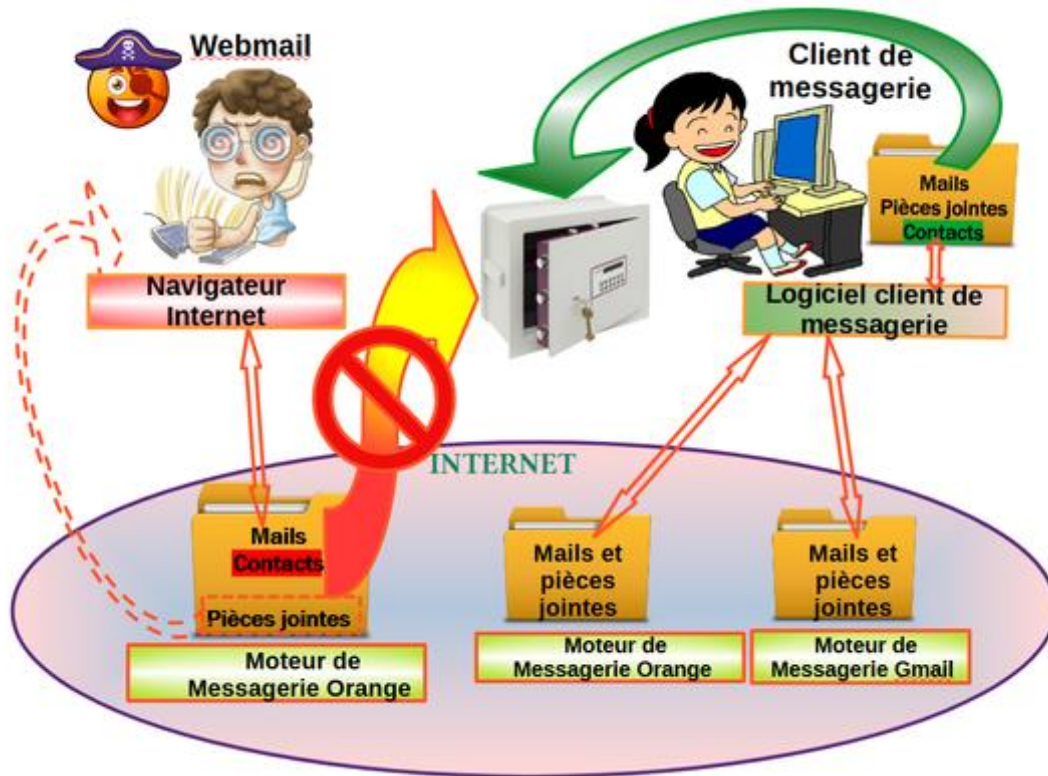 Webmail
Client de
messagerie
Mails
Pièces jointes
Contacts
Navigateur
Internet
Logiciel client de
messagerie
INTERNET
Mails
Contacts
Pièces jointes
Mails et
pièces
jointes
Mails et
pièces
jointes
Moteur de
Messagerie Orange
Moteur de
Messagerie Orange
Moteur de
Messagerie Gmail